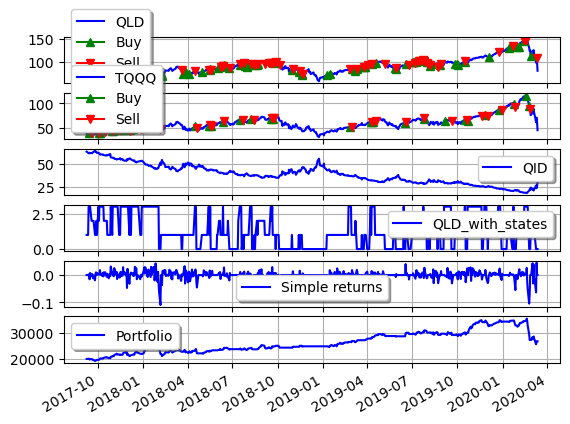 QLD
Buy
Sell
150
100
TQQQ
Buy
Sell
100
50
QID
50
25
QLD_with_states
2.5
0.0
Simple returns
0.0
−0.1
Portfolio
30000
20000
2017-10
2018-01
2018-04
2018-07
2018-10
2019-01
2019-04
2019-07
2019-10
2020-01
2020-04